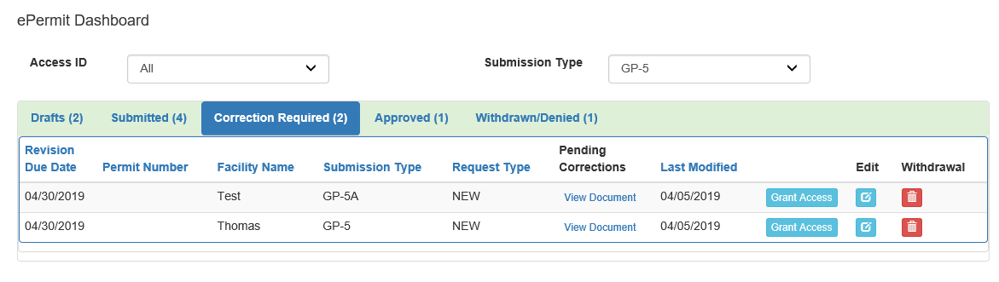 ePermit Dashboard
Access ID All Submission Type GP-5
Drafts (2) Submitted (4) Correction Required (2) Approved (1) Withdrawn/Denied (1)
Revision Due Date Permit Number Facility Name Submission Type Request Type Pending Corrections Last Modified Edit Withdrawal
04/30/2019 Test GP-5A NEW View Document 04/05/2019 Grant Access
04/30/2019 Thomas GP-5 NEW View Document 04/05/2019 Grant Access